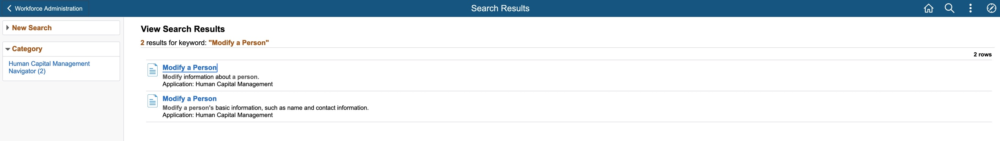 Workforce Administration
Search Results
New Search
Category
Human Capital Management
Navigator (2)
View Search Results
2 results for keyword: "Modify a Person"
2 rows
Modify a Person
Modify information about a person.
Application: Human Capital Management
Modify a Person
Modify a person's basic information, such as name and contact information.
Application: Human Capital Management